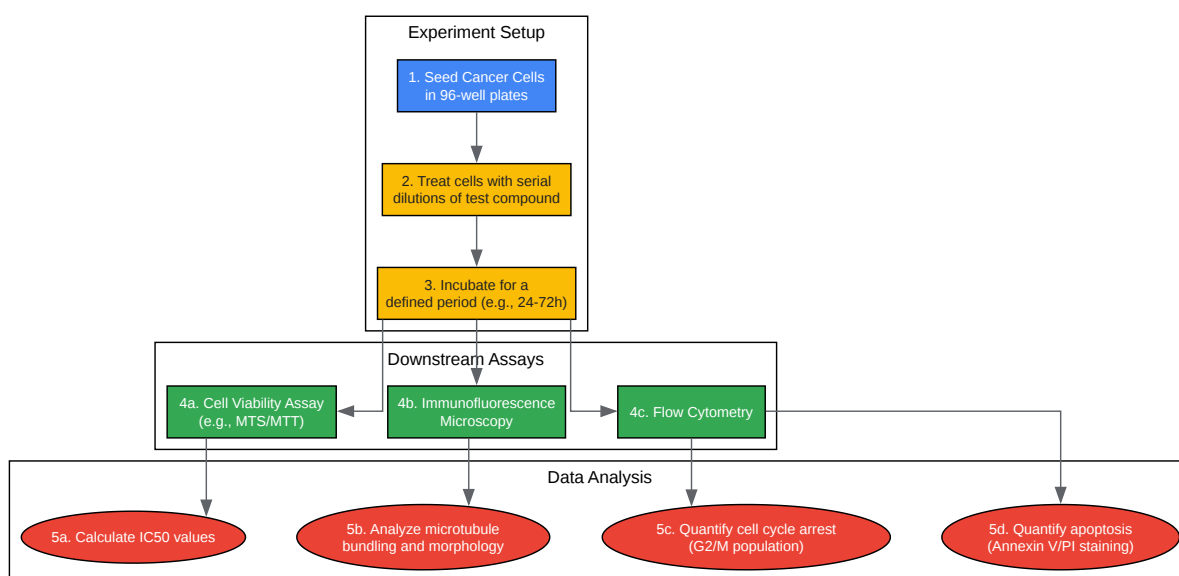 Experiment Setup
1. Seed Cancer Cells
in 96-well plates
2. Treat cells with serial
dilutions of test compound
3. Incubate for a
defined period (e.g., 24-72h)
Downstream Assays
4a. Cell Viability Assay
(e.g., MTS/MTT)
4b. Immunofluorescence
Microscopy
4c. Flow Cytometry
Data Analysis
5a. Calculate IC50 values
5b. Analyze microtubule
bundling and morphology
5c. Quantify cell cycle arrest
(G2/M population)
5d. Quantify apoptosis
(Annexin V/PI staining)